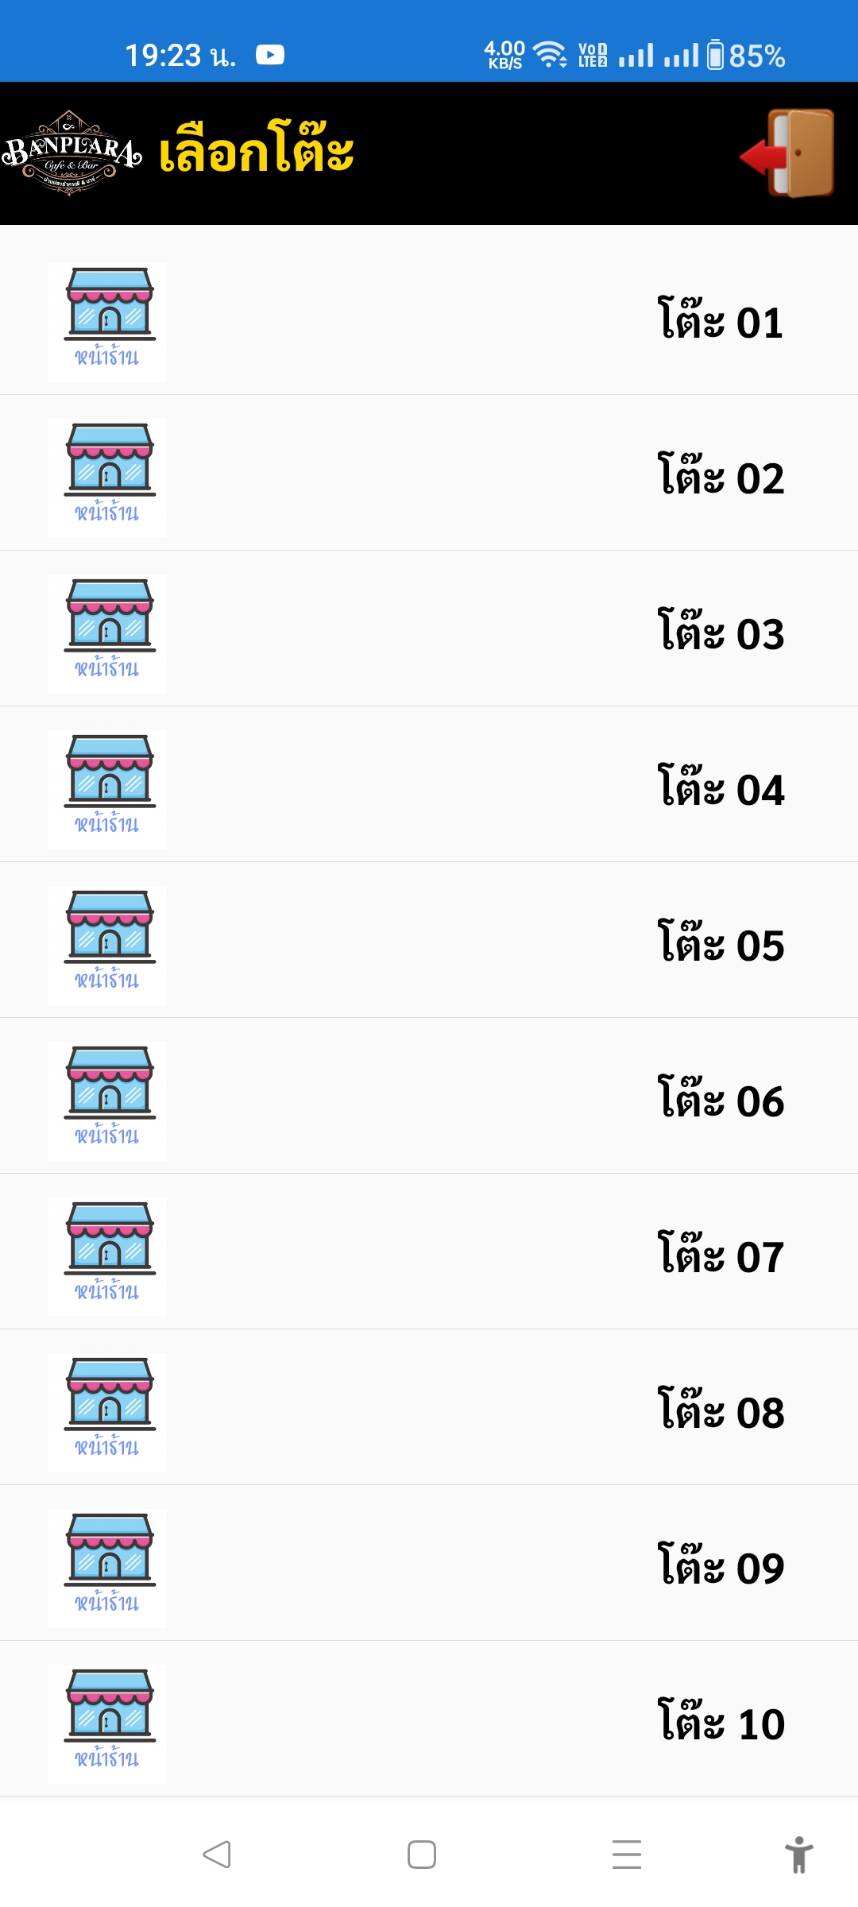 19:23 น.
4.00 KB/S
Vo LTE 2
85%
BANPLARA
Cafe & Bar
เลือกโต๊ะ
หน้าร้าน
โต๊ะ 01
หน้าร้าน
โต๊ะ 02
หน้าร้าน
โต๊ะ 03
หน้าร้าน
โต๊ะ 04
หน้าร้าน
โต๊ะ 05
หน้าร้าน
โต๊ะ 06
หน้าร้าน
โต๊ะ 07
หน้าร้าน
โต๊ะ 08
หน้าร้าน
โต๊ะ 09
หน้าร้าน
โต๊ะ 10